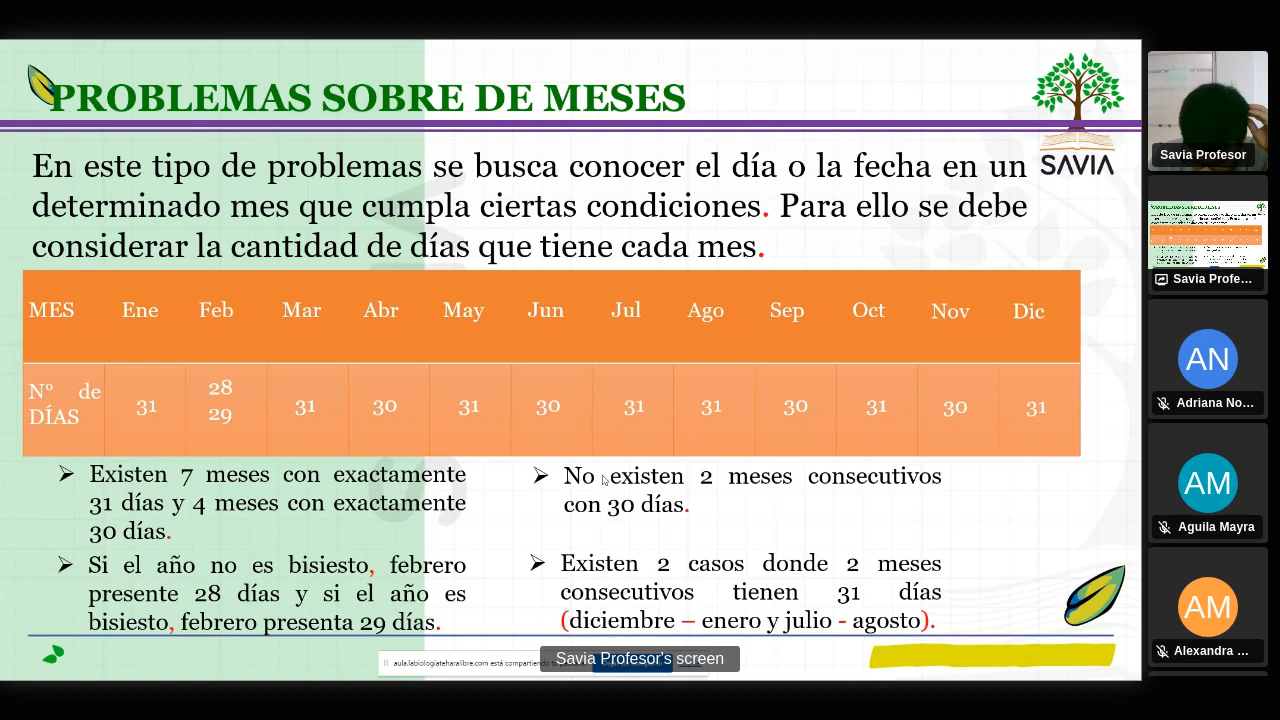 PROBLEMAS SOBRE DE MESES
SAVIA
En este tipo de problemas se busca conocer el día o la fecha en un
determinado mes que cumpla ciertas condiciones. Para ello se debe
considerar la cantidad de días que tiene cada mes.
MES Ene Feb Mar Abr May Jun Jul Ago Sep Oct Nov Dic
N° de DÍAS 31 28 29 31 30 31 30 31 31 30 31 30 31
Existen 7 meses con exactamente
31 días y 4 meses con exactamente
30 días.
Si el año no es bisiesto, febrero
presente 28 días y si el año es
bisiesto, febrero presenta 29 días.
No existen 2 meses consecutivos
con 30 días.
Existen 2 casos donde 2 meses
consecutivos tienen 31 días
(diciembre – enero y julio - agosto).
aula.labiologiateharalibre.com está compartiendo
Savia Profesor's screen
Savia Profesor
Savia Profe...
AN
Adriana No...
AM
Aguila Mayra
AM
Alexandra ...